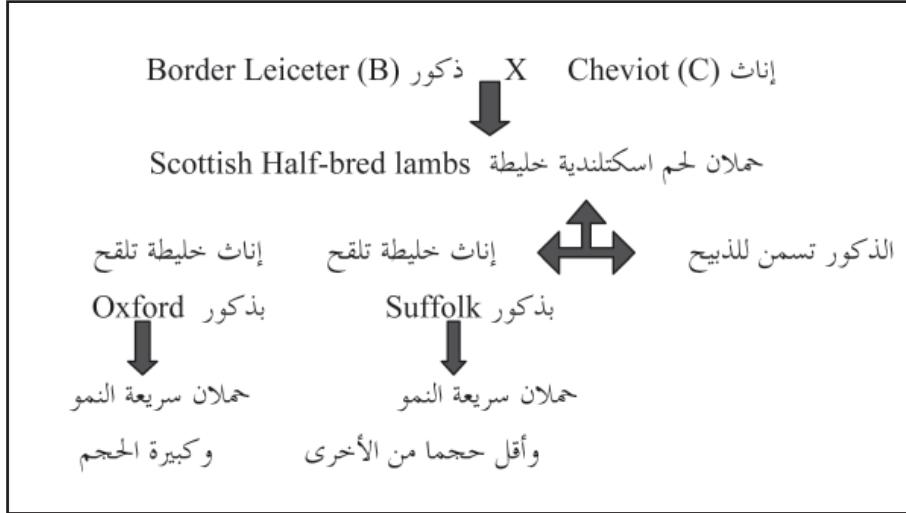 إناث Cheviot (C) X ذكور Border Leiceter (B)
حملان لحم اسكتلندية خليطة Scottish Half-bred lambs
الذكور تسمن للذبيح إناث خليطة تلقح إناث خليطة تلقح
بذكور Suffolk بذكور Oxford
حملان سريعة النمو حملان سريعة النمو
وأقل حجما من الأخرى وكبيرة الحجم